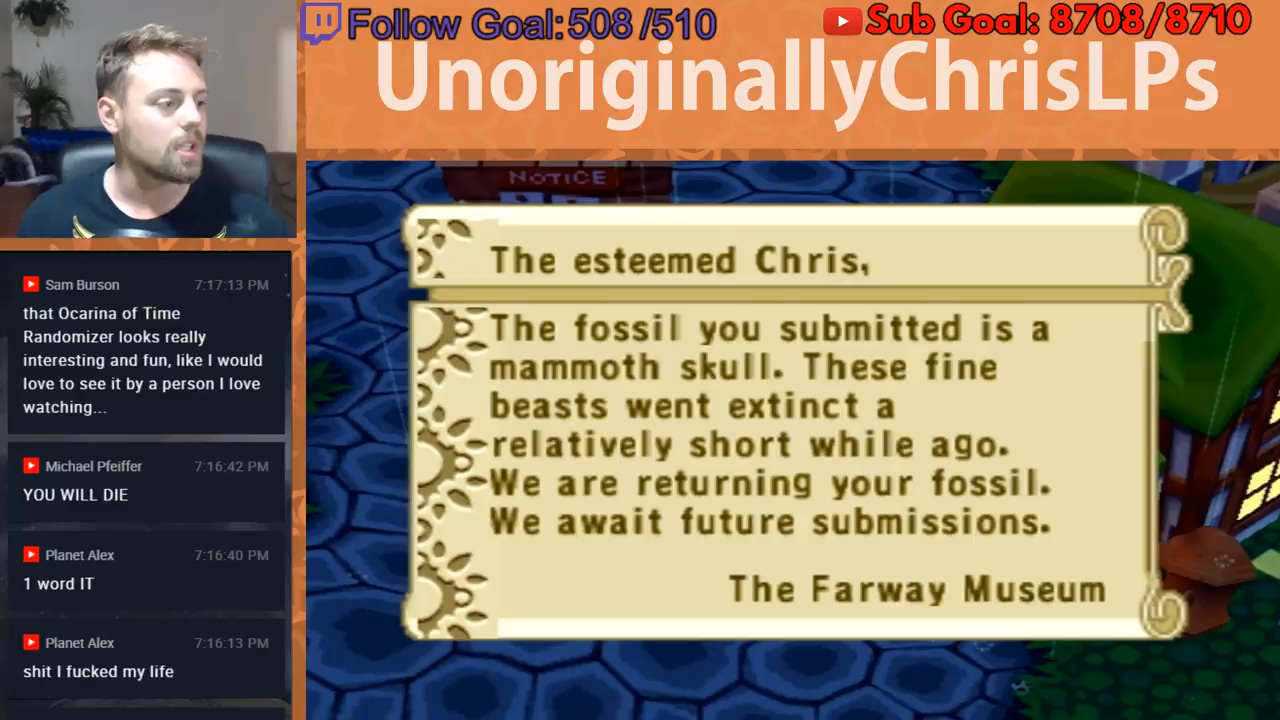 Follow Goal: 508 /510
Sub Goal: 8708/8710
UnoriginallyChrisLPs
Sam Burson 7:17:13 PM
that Ocarina of Time
Randomizer looks really
interesting and fun, like I would
love to see it by a person I love
watching...
Michael Pfeiffer 7:16:42 PM
YOU WILL DIE
Planet Alex 7:16:40 PM
1 word IT
Planet Alex 7:16:13 PM
shit I fucked my life
NOTICE
The esteemed Chris,
The fossil you submitted is a
mammoth skull. These fine
beasts went extinct a
relatively short while ago.
We are returning your fossil.
We await future submissions.
The Farway Museum